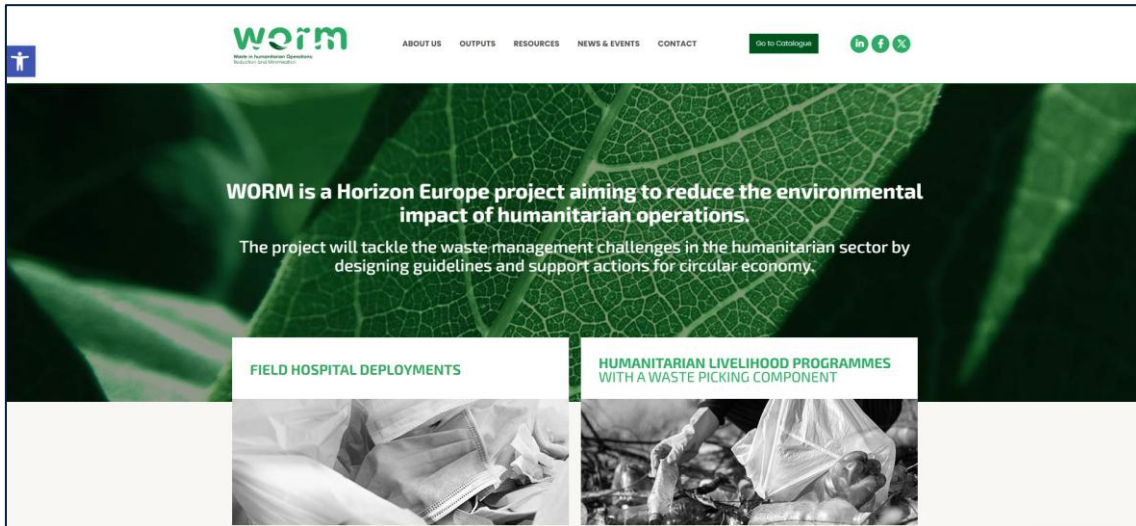 worm
Waste in humanitarian Operations:
Reduction and Minimisation
ABOUT US OUTPUTS RESOURCES NEWS & EVENTS CONTACT
Go to Catalogue
in f X
WORM is a Horizon Europe project aiming to reduce the environmental
impact of humanitarian operations.
The project will tackle the waste management challenges in the humanitarian sector by
designing guidelines and support actions for circular economy.
FIELD HOSPITAL DEPLOYMENTS
HUMANITARIAN LIVELIHOOD PROGRAMMES
WITH A WASTE PICKING COMPONENT